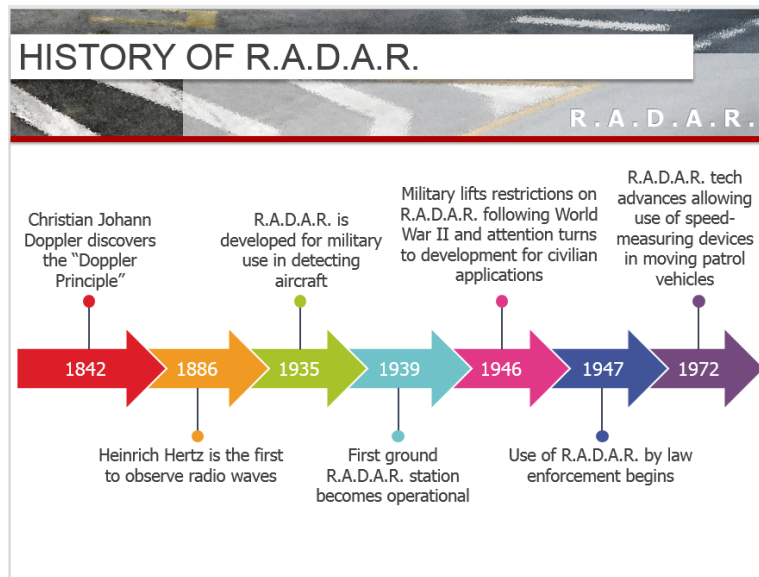 HISTORY OF R.A.D.A.R.
R.A.D.A.R.
Christian Johann
Doppler discovers
the “Doppler
Principle”
R.A.D.A.R. is
developed for military
use in detecting
aircraft
Military lifts restrictions on
R.A.D.A.R. following World
War II and attention turns
to development for civilian
applications
R.A.D.A.R. tech
advances allowing
use of speed-
measuring devices
in moving patrol
vehicles
1842
1886
1935
1939
1946
1947
1972
Heinrich Hertz is the first
to observe radio waves
First ground
R.A.D.A.R. station
becomes operational
Use of R.A.D.A.R. by law
enforcement begins